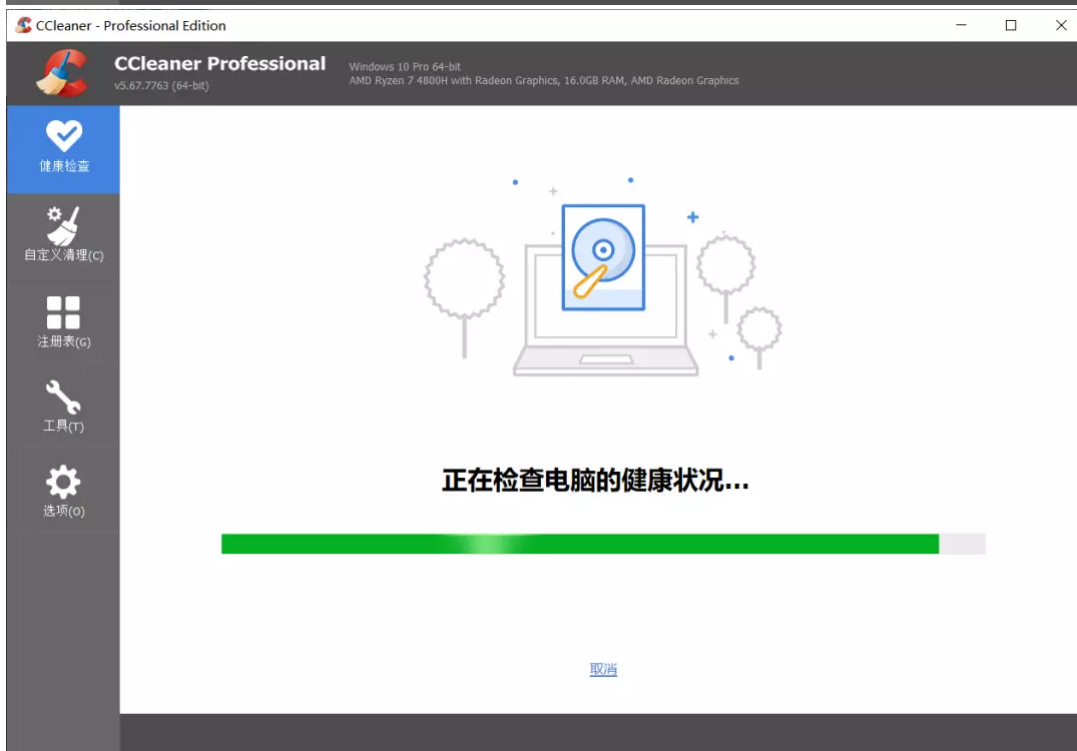 CCleaner - Professional Edition
CCleaner Professional
v5.67.7763 (64-bit)
Windows 10 Pro 64-bit
AMD Ryzen 7 4800H with Radeon Graphics, 16.0GB RAM, AMD Radeon Graphics
健康检查
自定义清理(C)
注册表(G)
工具(T)
选项(O)
正在检查电脑的健康状况...
取消